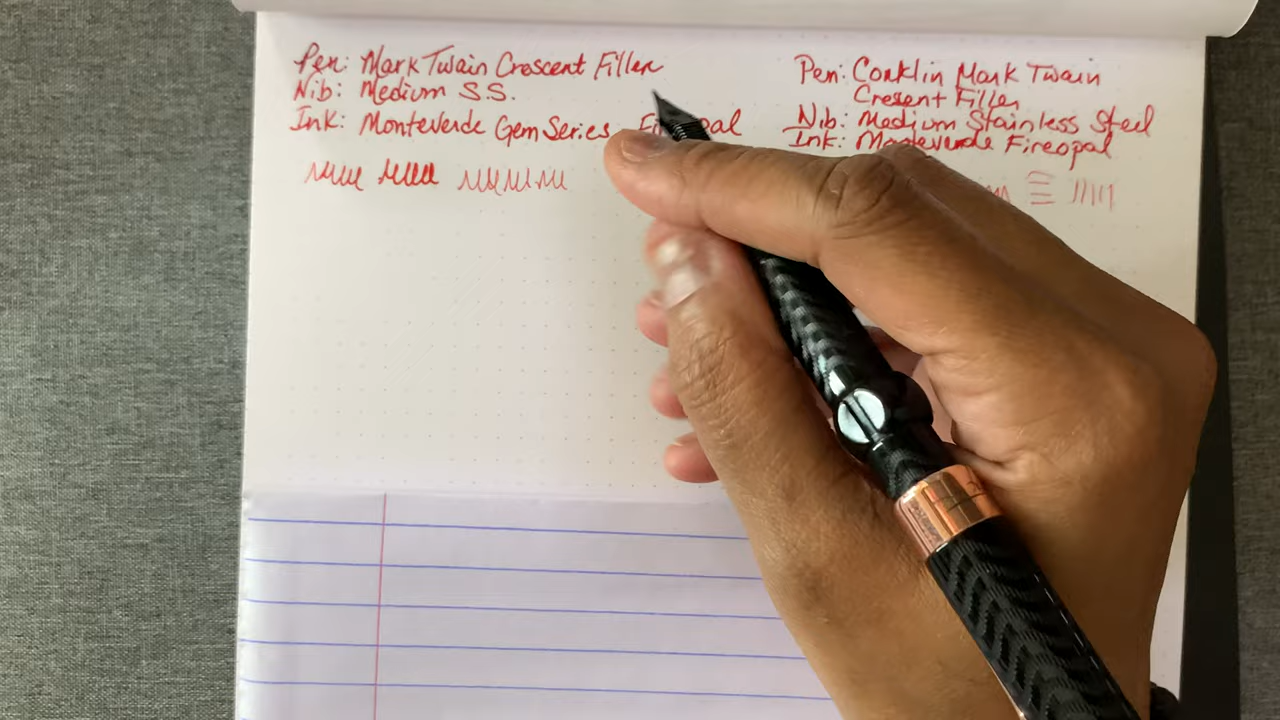 Pen: Mark Twain Crescent Filler
Nib: Medium S.S.
Ink: Monteverde Gem Series
Pen: Conklin Mark Twain
Cresent Filler
Nib: Medium Stainless Steel
Ink: Monteverde Fireopal